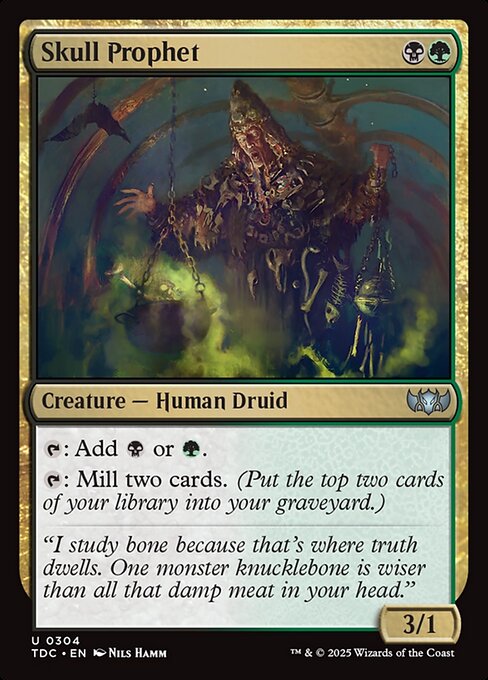 Skull Prophet
Creature — Human Druid
: Add or .
: Mill two cards. (Put the top two cards
of your library into your graveyard.)
“I study bone because that’s where truth
dwells. One monster knucklebone is wiser
than all that damp meat in your head.”
3/1
U 0304
TDC • EN Nils Hamm
™ & © 2025 Wizards of the Coast